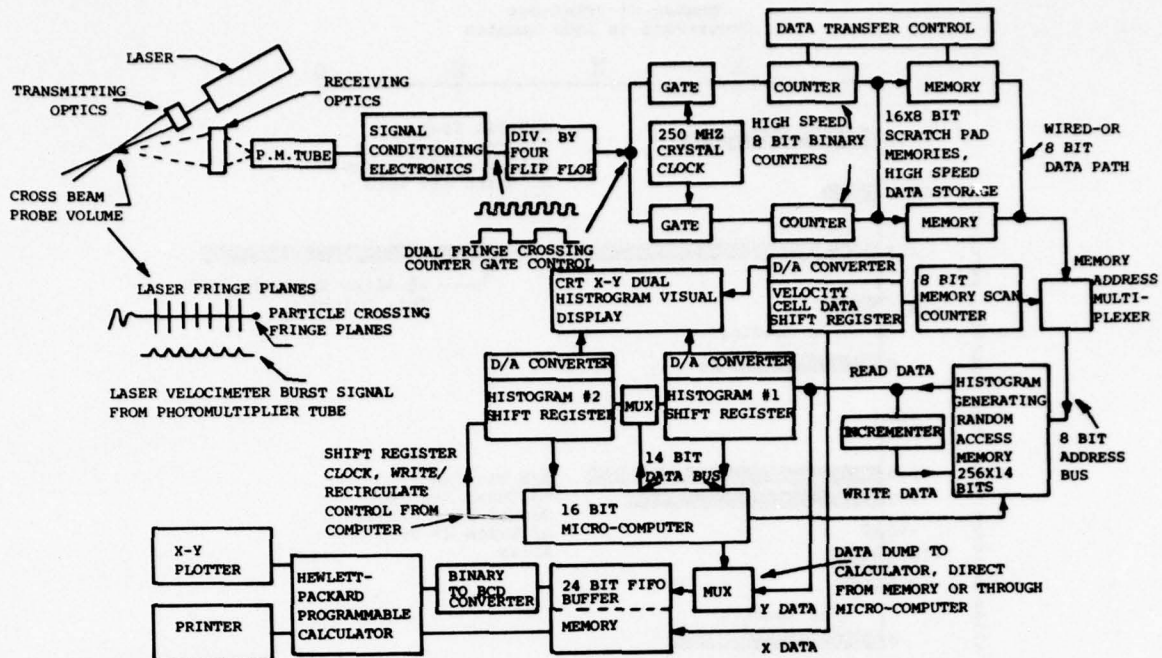 DATA TRANSFER CONTROL
LASER
TRANSMITTING
OPTICS
RECEIVING
OPTICS
P.M.TUBE
SIGNAL
CONDITIONING
ELECTRONICS
DIV. BY
FOUR
FLIP FLOP
GATE
COUNTER
MEMORY
250 MHZ
CRYSTAL
CLOCK
HIGH SPEED
8 BIT BINARY
COUNTERS
16X8 BIT
SCRATCH PAD
MEMORIES,
HIGH SPEED
DATA STORAGE
WIRED-OR
8 BIT
DATA PATH
GATE
COUNTER
MEMORY
CROSS BEAM
PROBE VOLUME
DUAL FRINGE CROSSING
COUNTER GATE CONTROL
LASER FRINGE PLANES
PARTICLE CROSSING
FRINGE PLANES
LASER VELOCIMETER BURST SIGNAL
FROM PHOTOMULTIPLIER TUBE
CRT X-Y DUAL
HISTROGRAM VISUAL
DISPLAY
D/A CONVERTER
VELOCITY
CELL DATA
SHIFT REGISTER
8 BIT
MEMORY SCAN
COUNTER
MEMORY
ADDRESS
MULTI-
PLEXER
D/A CONVERTER
HISTOGRAM #2
SHIFT REGISTER
MUX
D/A CONVERTER
HISTOGRAM #1
SHIFT REGISTER
READ DATA
INCREMENTER
WRITE DATA
HISTOGRAM
GENERATING
RANDOM
ACCESS
MEMORY
256X14
BITS
8 BIT
ADDRESS
BUS
SHIFT REGISTER
CLOCK, WRITE/
RECIRCULATE
CONTROL FROM
COMPUTER
14 BIT
DATA BUS
16 BIT
MICRO-COMPUTER
X-Y
PLOTTER
PRINTER
HEWLETT-
PACKARD
PROGRAMMABLE
CALCULATOR
BINARY
TO BCD
CONVERTER
24 BIT FIFO
BUFFER
MEMORY
MUX
Y DATA
X DATA
DATA DUMP TO
CALCULATOR, DIRECT
FROM MEMORY OR THROUGH
MICRO-COMPUTER